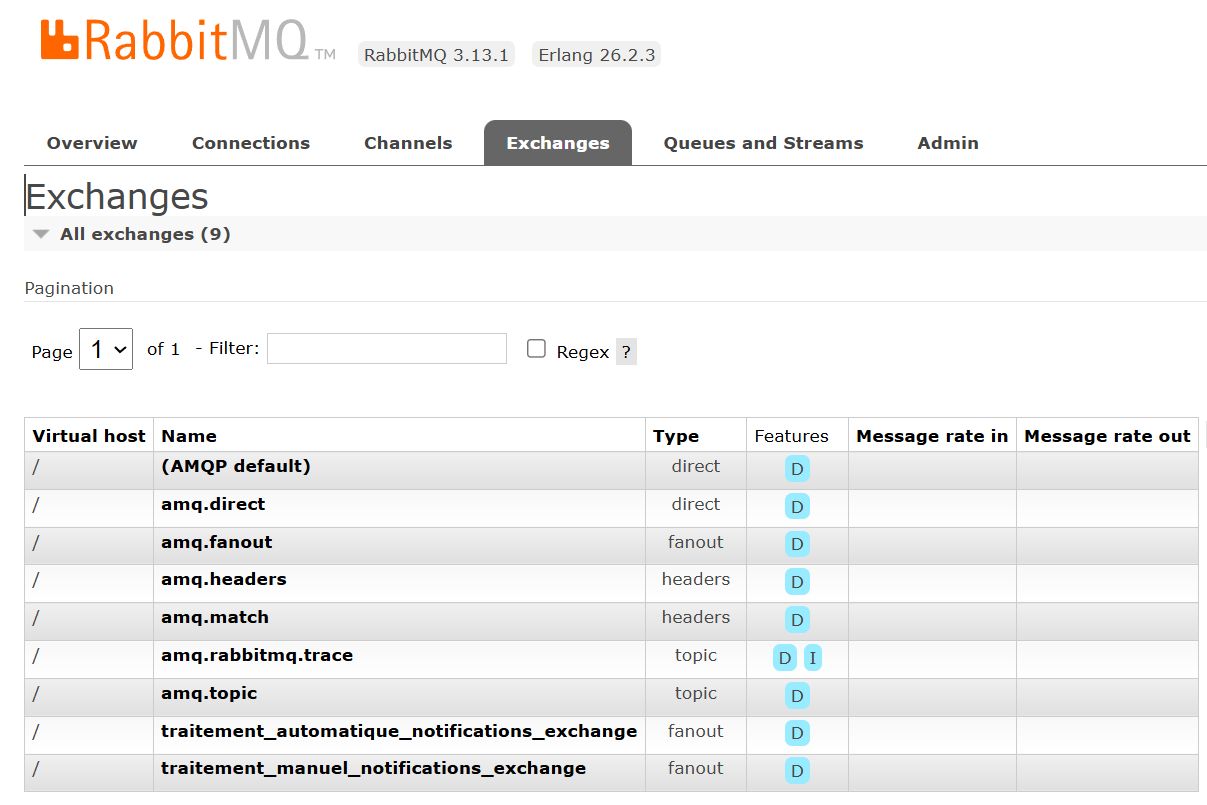 RabbitMQ TM RabbitMQ 3.13.1 Erlang 26.2.3
Overview Connections Channels Exchanges Queues and Streams Admin
Exchanges
All exchanges (9)
Pagination
Page 1 of 1 - Filter: Regex ?
Virtual host Name Type Features Message rate in Message rate out
/ (AMQP default) direct D
/ amq.direct direct D
/ amq.fanout fanout D
/ amq.headers headers D
/ amq.match headers D
/ amq.rabbitmq.trace topic D I
/ amq.topic topic D
/ traitement_automatique_notifications_exchange fanout D
/ traitement_manuel_notifications_exchange fanout D